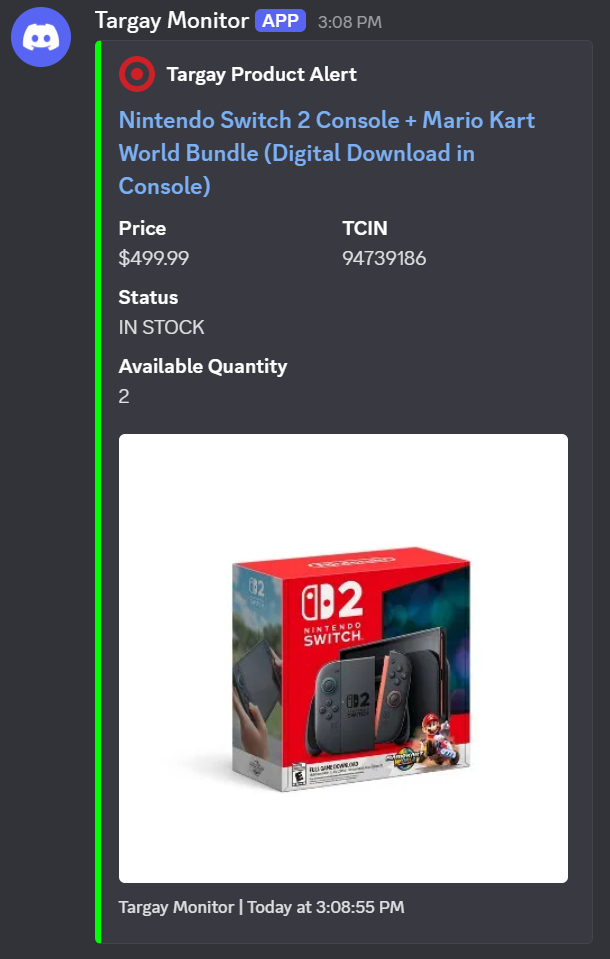 Targay Monitor APP 3:08 PM
Targay Product Alert
Nintendo Switch 2 Console + Mario Kart
World Bundle (Digital Download in
Console)
Price TCIN
$499.99 94739186
Status
IN STOCK
Available Quantity
2
2
2
NINTENDO
SWITCH
2
FULL GAME DOWNLOAD
Targay Monitor | Today at 3:08:55 PM